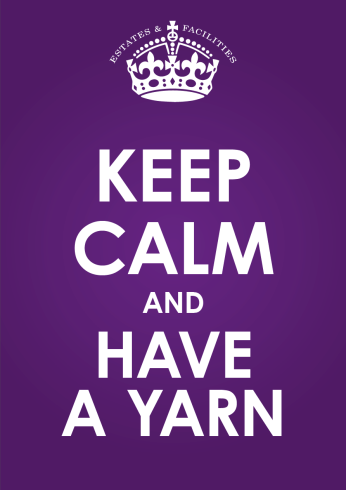 ESTATES & FACILITIES
KEEP
CALM
AND
HAVE
A YARN